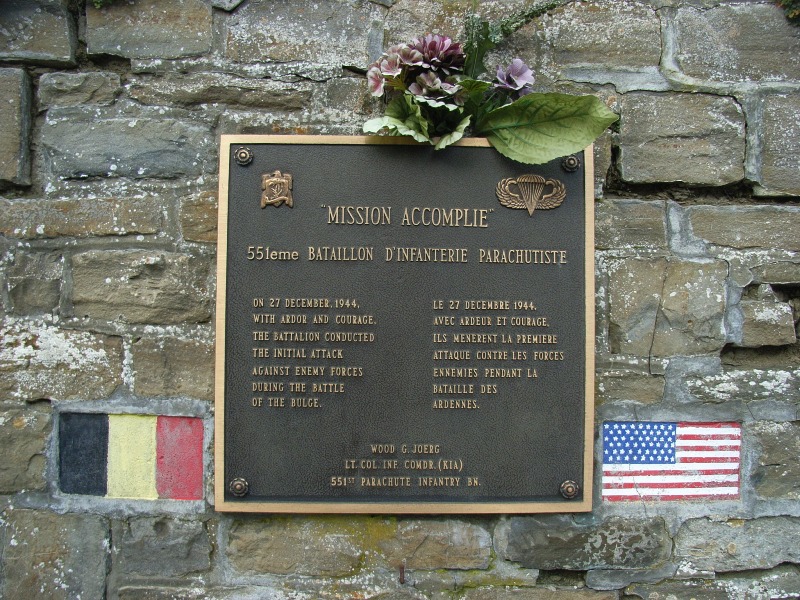 "MISSION ACCOMPLIE"
551eme BATAILLON D'INFANTERIE PARACHUTISTE
ON 27 DECEMBER, 1944,
WITH ARDOR AND COURAGE,
THE BATTALION CONDUCTED
THE INITIAL ATTACK
AGAINST ENEMY FORCES
DURING THE BATTLE
OF THE BULGE.
LE 27 DECEMBRE 1944,
AVEC ARDEUR ET COURAGE,
ILS MENERENT LA PREMIERE
ATTAQUE CONTRE LES FORCES
ENNEMIES PENDANT LA
BATAILLE DES
ARDENNES.
WOOD G. JOERG
LT. COL. INF COMDR. (KIA)
551ST PARACHUTE INFANTRY BN.